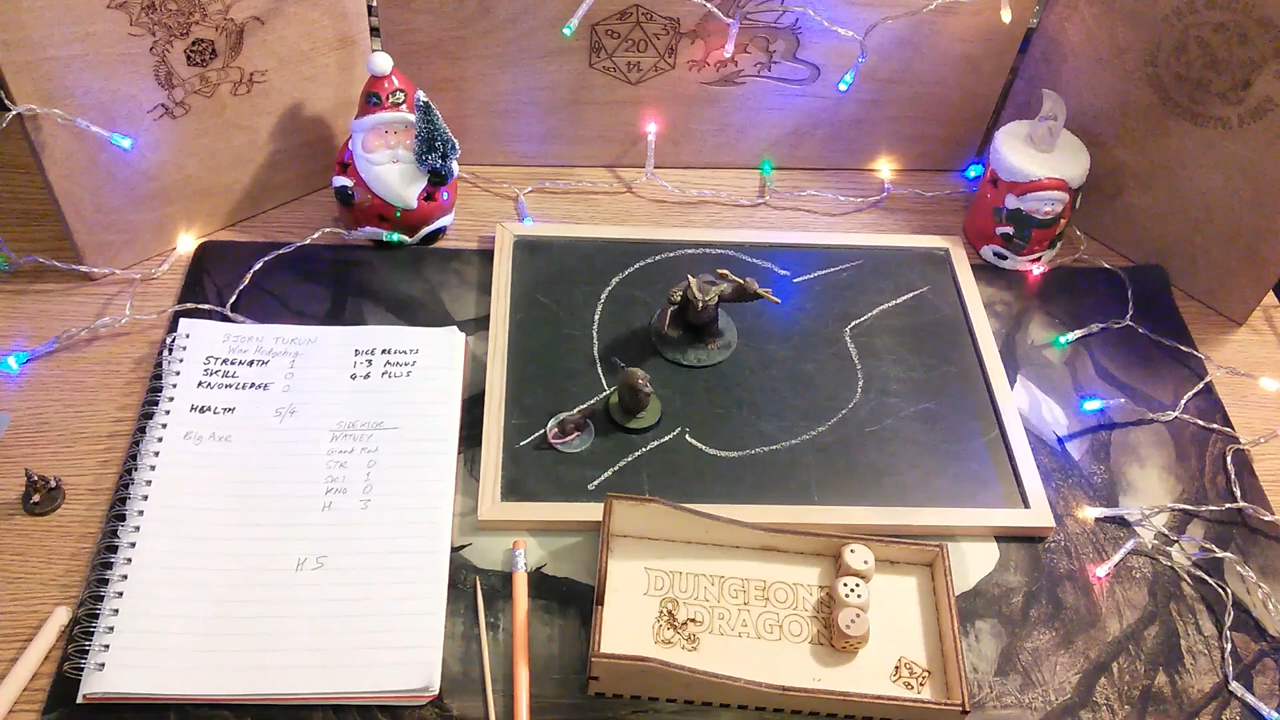 20
14
BJORN TURUN
War Hedgehog
STRENGTH 1
SKILL 0
KNOWLEDGE 0
DICE RESULTS
1-3 MINUS
4-6 PLUS
HEALTH 5/4
Big Axe
SIDEKICK
WATNEY
Giant Rat
STR 0
SKI 1
KNO 0
H 3
H 5
DUNGEONS
& DRAGONS